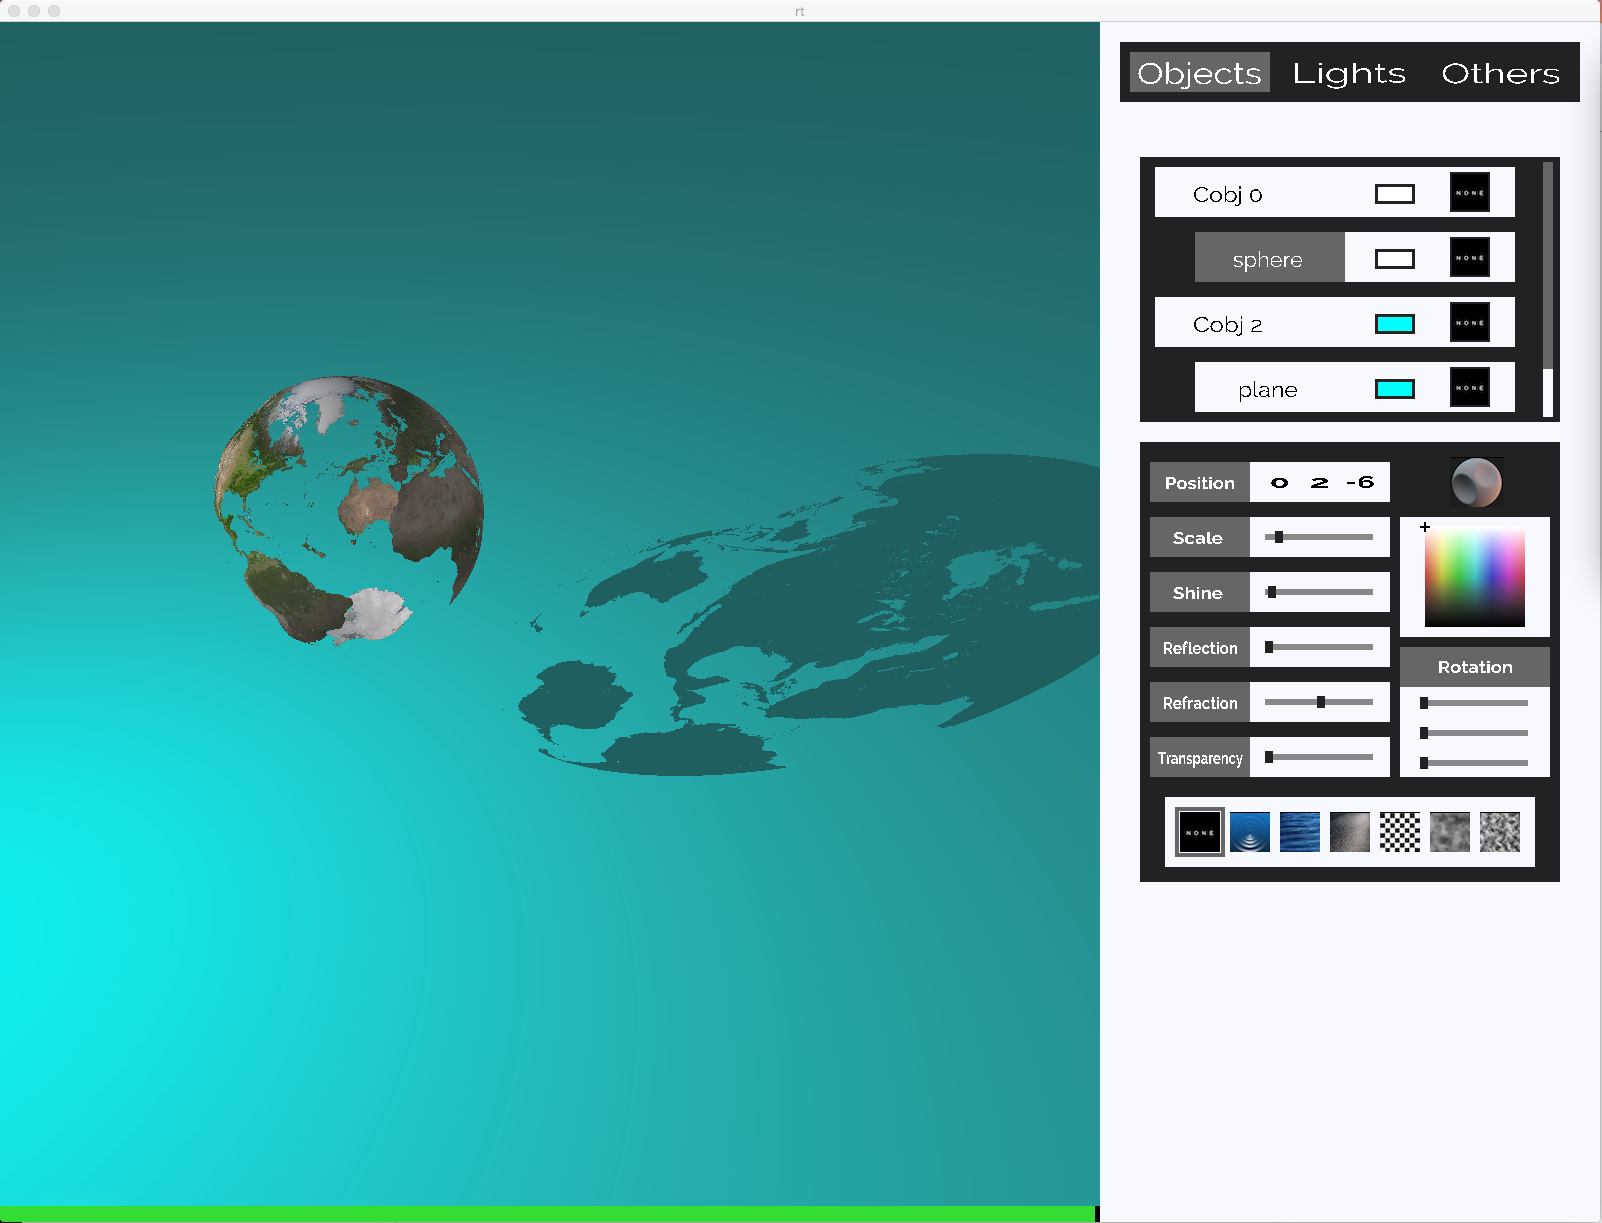 rt
Objects Lights Others
Cobj 0 NONE
sphere NONE
Cobj 2 NONE
plane NONE
Position 0 2 -6
Scale
Shine
Reflection
Rotation
Refraction
Transparency
NONE